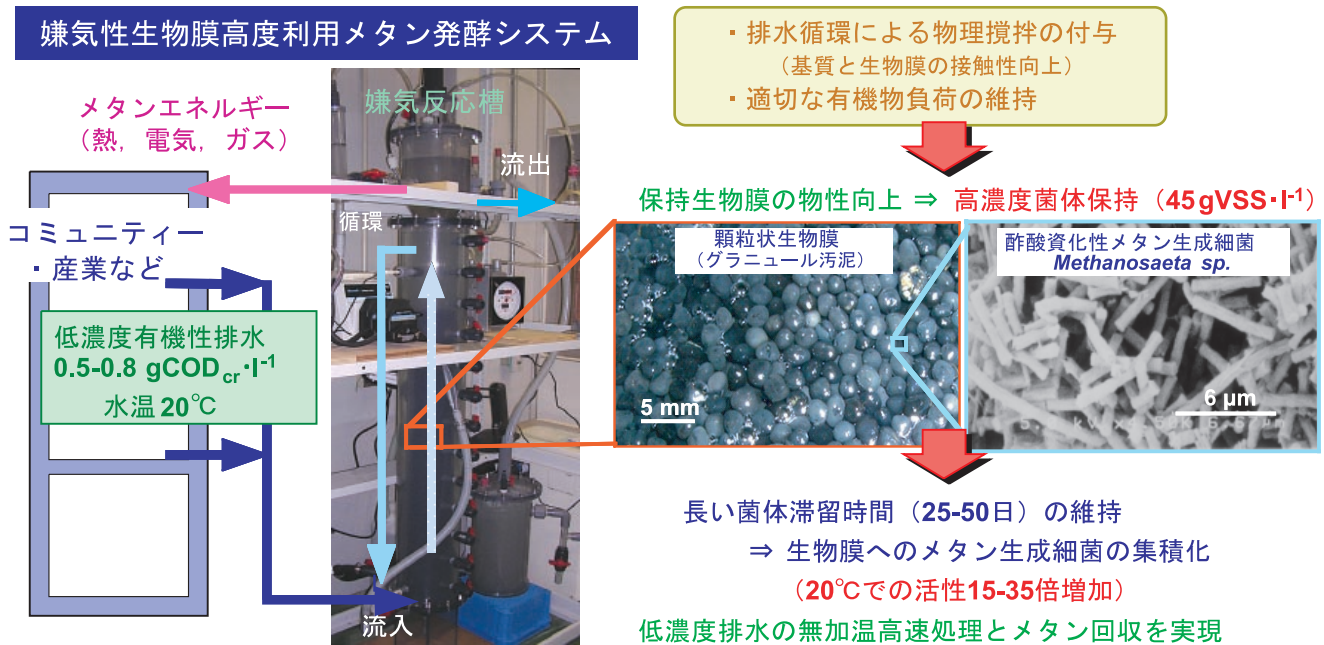 嫌気性生物膜高度利用メタン発酵システム
・排水循環による物理撹拌の付与
（基質と生物膜の接触性向上）
・適切な有機物負荷の維持
メタンエネルギー
（熱，電気，ガス）
嫌気反応槽
流出
循環
コミュニティー
・産業など
低濃度有機性排水
0.5-0.8 gCODcr･l-1
水温20℃
流入
保持生物膜の物性向上 ⇒ 高濃度菌体保持（45 gVSS･l-1）
顆粒状生物膜
（グラニュール汚泥）
5 mm
酢酸資化性メタン生成細菌
Methanosaeta sp.
6 μm
長い菌体滞留時間（25-50日）の維持
⇒ 生物膜へのメタン生成細菌の集積化
（20℃での活性15-35倍増加）
低濃度排水の無加温高速処理とメタン回収を実現